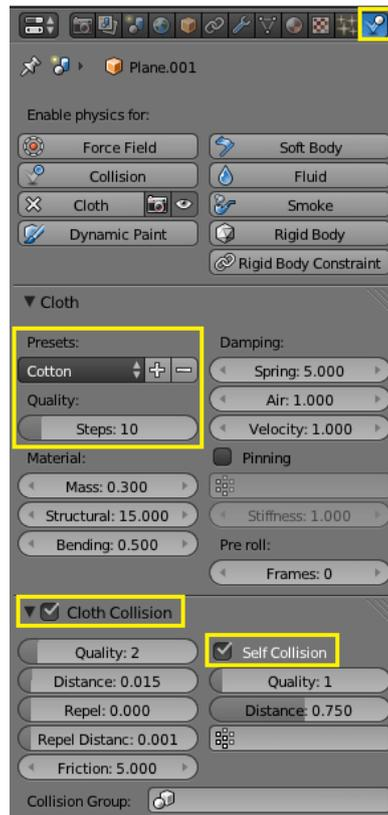 Plane.001
Enable physics for:
Force Field
Soft Body
Collision
Fluid
Cloth
Smoke
Dynamic Paint
Rigid Body
Rigid Body Constraint
Cloth
Presets:
Damping:
Cotton
Spring: 5.000
Quality:
Air: 1.000
Steps: 10
Velocity: 1.000
Material:
Pinning
Mass: 0.300
Structural: 15.000
Stiffness: 1.000
Bending: 0.500
Pre roll:
Frames: 0
Cloth Collision
Quality: 2
Self Collision
Distance: 0.015
Quality: 1
Repel: 0.000
Distance: 0.750
Repel Distanc: 0.001
Friction: 5.000
Collision Group: